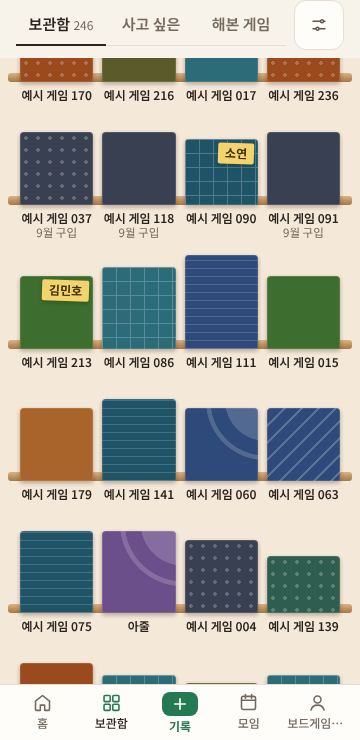 보관함 246
사고 싶은
해본 게임
예시 게임 170
예시 게임 216
예시 게임 017
예시 게임 236
소연
예시 게임 037
예시 게임 118
예시 게임 090
예시 게임 091
9월 구입
9월 구입
9월 구입
김민호
예시 게임 213
예시 게임 086
예시 게임 111
예시 게임 015
예시 게임 179
예시 게임 141
예시 게임 060
예시 게임 063
예시 게임 075
아줄
예시 게임 004
예시 게임 139
홈
보관함
기록
모임
보드게임…